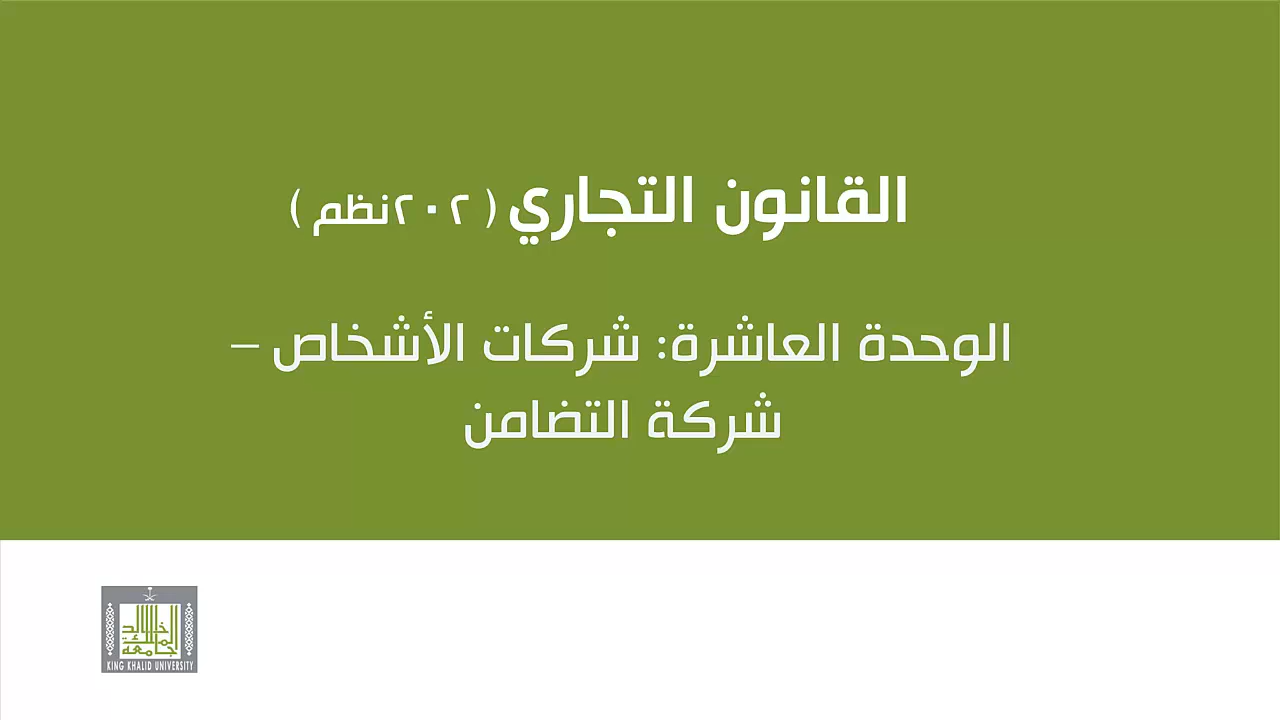 القانون التجاري ( ٢٠٢نظم )
الوحدة العاشرة: شركات الأشخاص –
شركة التضامن
جامعة الملك خالد
KING KHALID UNIVERSITY